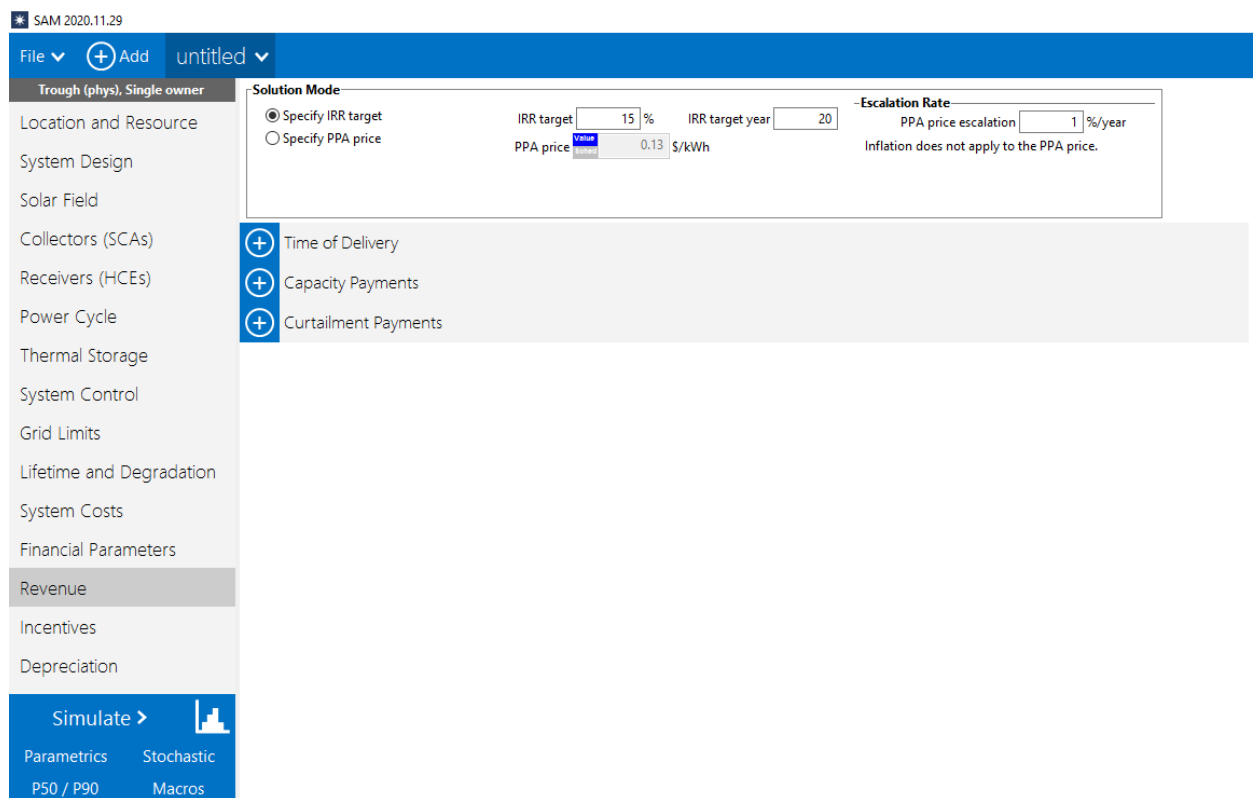 SAM 2020.11.29
File Add untitled
Trough (phys), Single owner
Location and Resource
System Design
Solar Field
Collectors (SCAs)
Receivers (HCEs)
Power Cycle
Thermal Storage
System Control
Grid Limits
Lifetime and Degradation
System Costs
Financial Parameters
Revenue
Incentives
Depreciation
Simulate >
Parametrics Stochastic
P50 / P90 Macros
Solution Mode
Specify IRR target
Specify PPA price
IRR target 15 % IRR target year 20
PPA price Value 0.13 $/kWh
Escalation Rate
PPA price escalation 1 %/year
Inflation does not apply to the PPA price.
Time of Delivery
Capacity Payments
Curtailment Payments